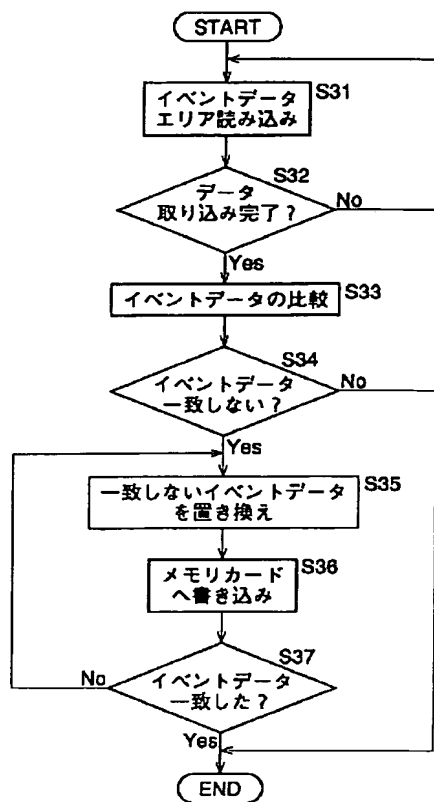 START
S31
イベントデータ
エリア読み込み
S32
データ
取り込み完了？
No
Yes
イベントデータの比較
S33
S34
イベントデータ
一致しない？
No
Yes
一致しないイベントデータ
を置き換え
S35
メモリカード
へ書き込み
S36
S37
イベントデータ
一致した？
No
Yes
END